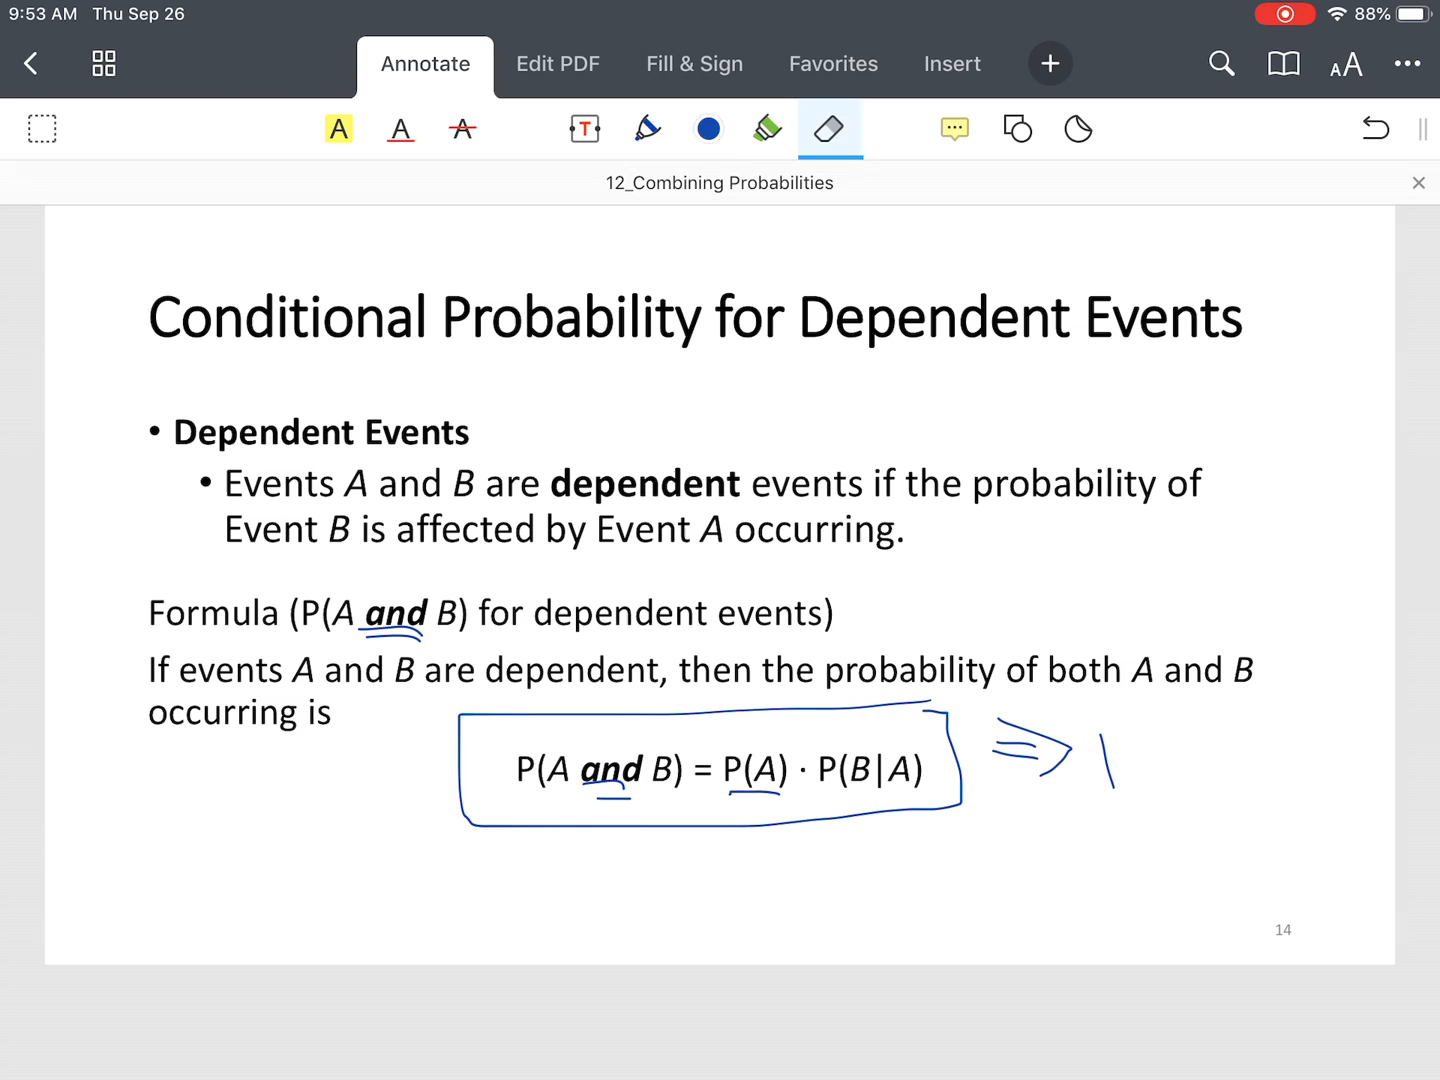 9:53 AM Thu Sep 26
88%
Annotate Edit PDF Fill & Sign Favorites Insert
AA
A A A T
12_Combining Probabilities
Conditional Probability for Dependent Events
• Dependent Events
• Events A and B are dependent events if the probability of
Event B is affected by Event A occurring.
Formula (P(A and B) for dependent events)
If events A and B are dependent, then the probability of both A and B
occurring is
P(A and B) = P(A) · P(B|A) ⇒ 1
14